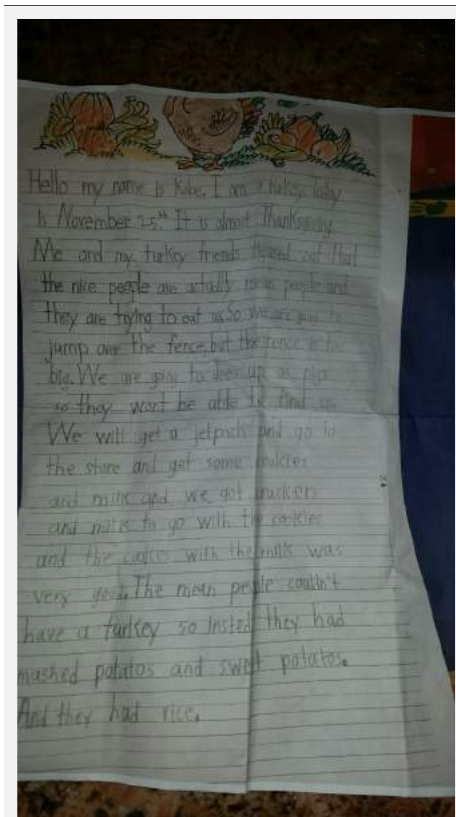 Hello my name is Kobe. I am a turkey. Today
is November 25th. It is almost Thanksgiving
Me and my turkey friends figured out that
the nice people are actually mean people and
they are trying to eat us. So we are going to
jump over the fence, but the fence is too
big. We are going to dress up as pigs
so they wont be able to find us.
We will get a jetpack and go to
the store and get some cookies
and milk and we got crackers
and milk to go with the cookies
and the cookies with the milk was
very good. The mean people couldn't
have a turkey so insted they had
mashed potatos and sweet potatos.
And they had rice.